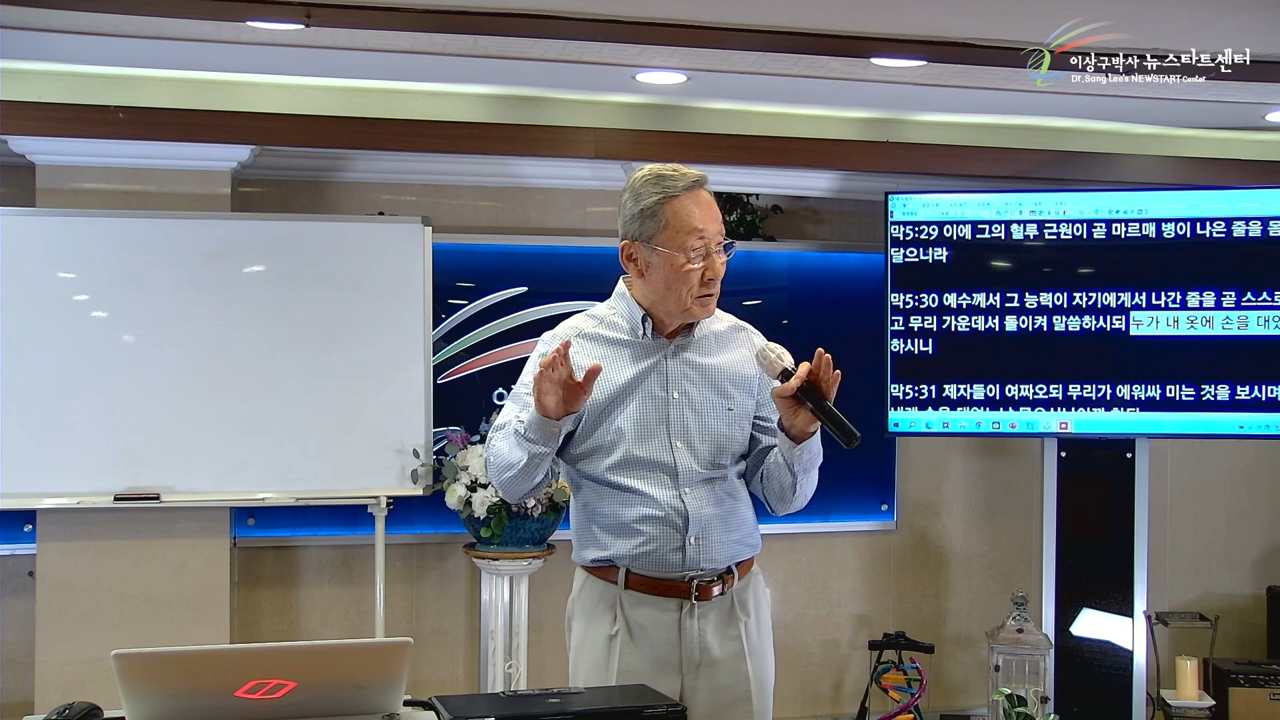 이상구박사 뉴스타트센터
Dr. Sang Lee's NEWSTART Center
막5:29 이에 그의 혈루 근원이 곧 마르매 병이 나은 줄을 몸
달으니라
막5:30 예수께서 그 능력이 자기에게서 나간 줄을 곧 스스로
고 무리 가운데서 돌이켜 말씀하시되 누가 내 옷에 손을 대었
하시니
막5:31 제자들이 여짜오되 무리가 에워싸 미는 것을 보시며